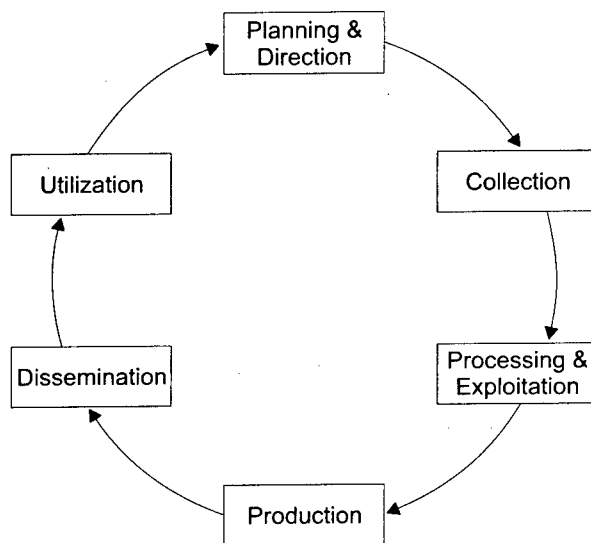 Planning &
Direction
Collection
Processing &
Exploitation
Production
Dissemination
Utilization